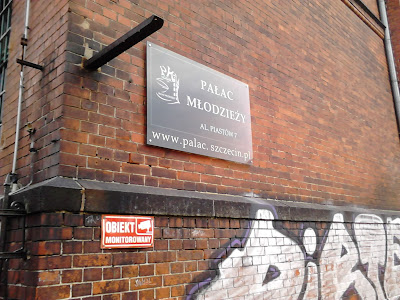 PAŁAC
MŁODZIEŻY
AL. PIASTÓW 7
www.palac.szczecin.pl
OBIEKT
MONITOROWANY